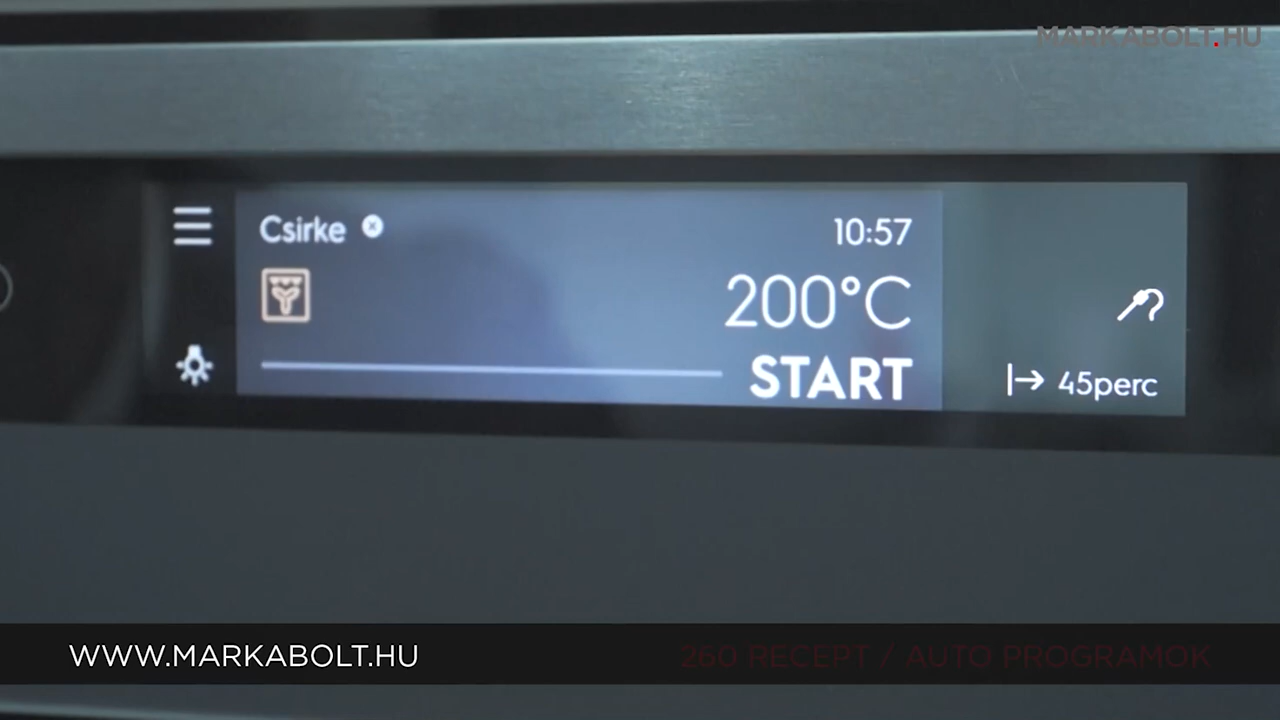 MARKABOLT.HU
Csirke
10:57
200°C
START
45perc
WWW.MARKABOLT.HU
260 RECEPT / AUTO PROGRAMOK